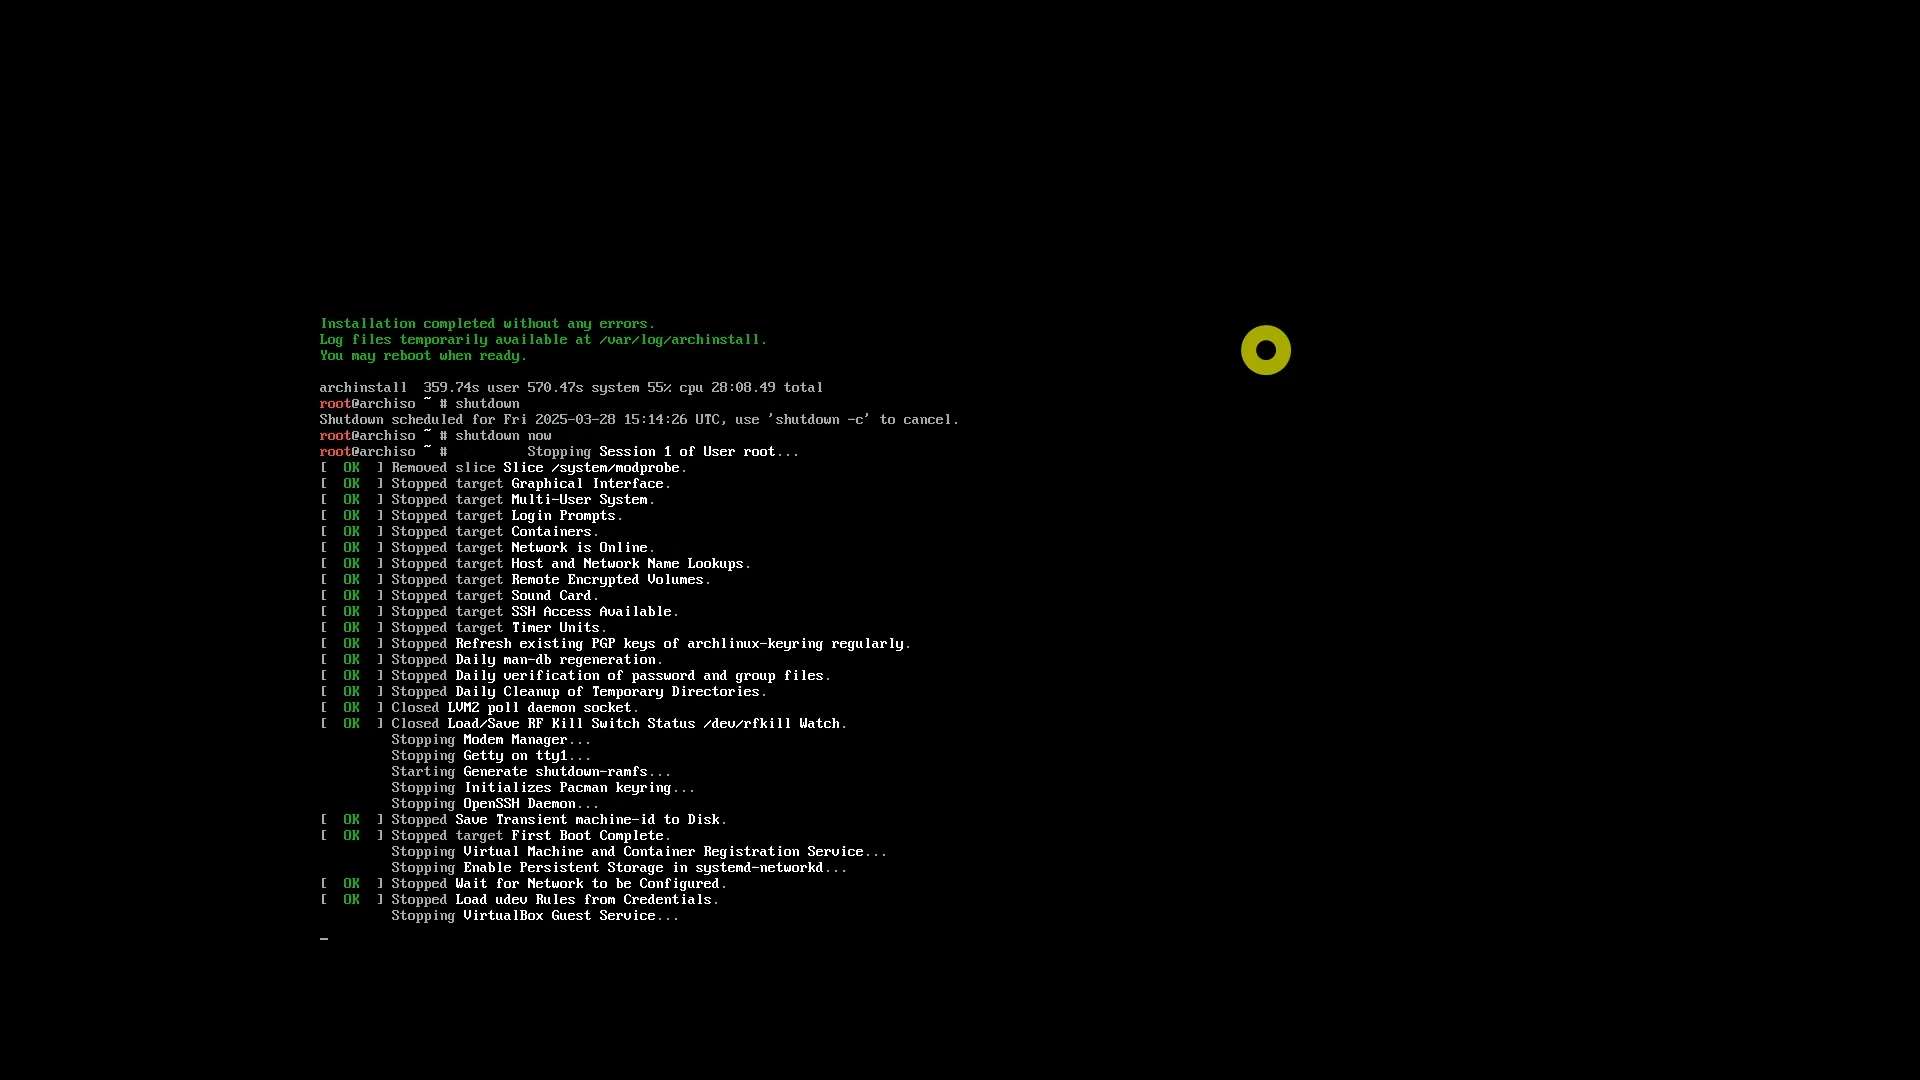 Installation completed without any errors.
Log files temporarily available at /var/log/archinstall.
You may reboot when ready.
archinstall  359.74s user 570.47s system 55% cpu 28:08.49 total
root@archiso ~ # shutdown
Shutdown scheduled for Fri 2025-03-28 15:14:26 UTC, use 'shutdown -c' to cancel.
root@archiso ~ # shutdown now
root@archiso ~ #          Stopping Session 1 of User root...
[  OK  ] Removed slice Slice /system/modprobe.
[  OK  ] Stopped target Graphical Interface.
[  OK  ] Stopped target Multi-User System.
[  OK  ] Stopped target Login Prompts.
[  OK  ] Stopped target Containers.
[  OK  ] Stopped target Network is Online.
[  OK  ] Stopped target Host and Network Name Lookups.
[  OK  ] Stopped target Remote Encrypted Volumes.
[  OK  ] Stopped target Sound Card.
[  OK  ] Stopped target SSH Access Available.
[  OK  ] Stopped target Timer Units.
[  OK  ] Stopped Refresh existing PGP keys of archlinux-keyring regularly.
[  OK  ] Stopped Daily man-db regeneration.
[  OK  ] Stopped Daily verification of password and group files.
[  OK  ] Stopped Daily Cleanup of Temporary Directories.
[  OK  ] Closed LVM2 poll daemon socket.
[  OK  ] Closed Load/Save RF Kill Switch Status /dev/rfkill Watch.
         Stopping Modem Manager...
         Stopping Getty on tty1...
         Starting Generate shutdown-ramfs...
         Stopping Initializes Pacman keyring...
         Stopping OpenSSH Daemon...
[  OK  ] Stopped Save Transient machine-id to Disk.
[  OK  ] Stopped target First Boot Complete.
         Stopping Virtual Machine and Container Registration Service...
         Stopping Enable Persistent Storage in systemd-networkd...
[  OK  ] Stopped Wait for Network to be Configured.
[  OK  ] Stopped Load udev Rules from Credentials.
         Stopping VirtualBox Guest Service...